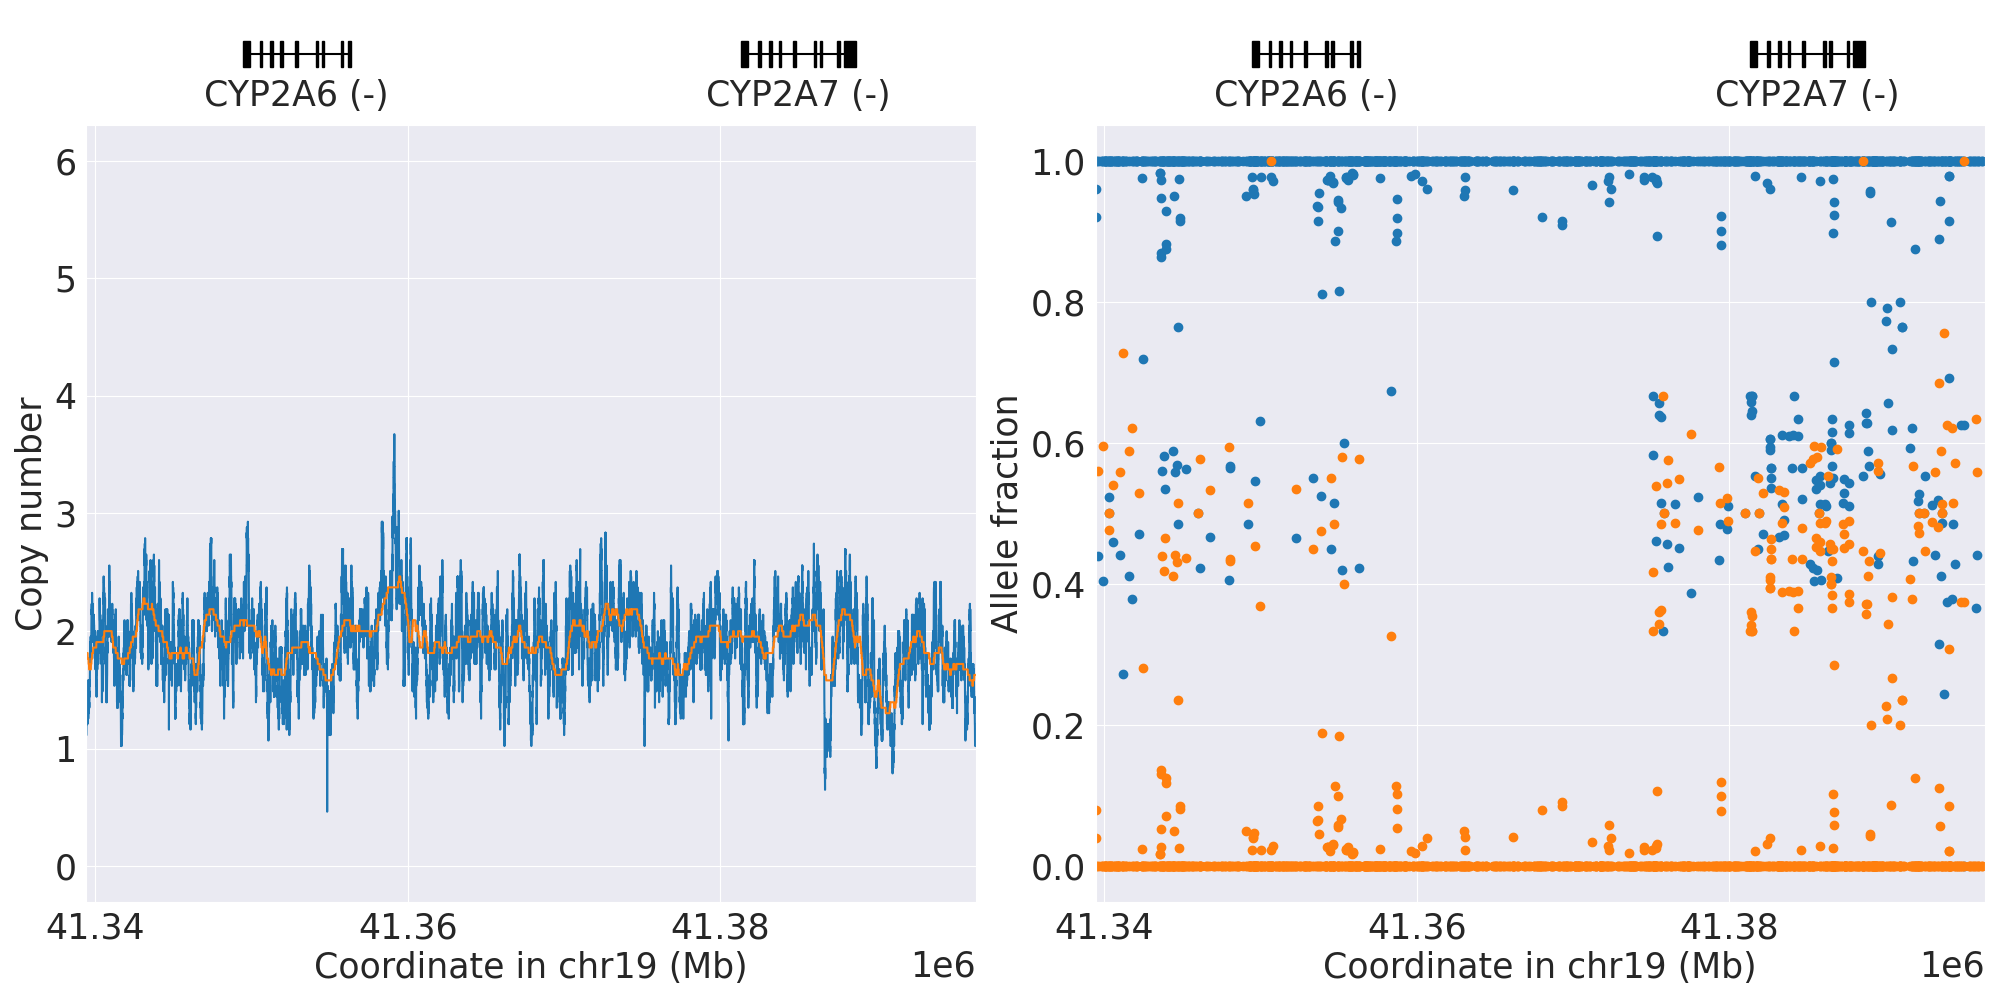 CYP2A6 (-)
CYP2A7 (-)
CYP2A6 (-)
CYP2A7 (-)
Copy number
6
5
4
3
2
1
0
41.34
41.36
41.38
Coordinate in chr19 (Mb)
1e6
Allele fraction
1.0
0.8
0.6
0.4
0.2
0.0
41.34
41.36
41.38
Coordinate in chr19 (Mb)
1e6